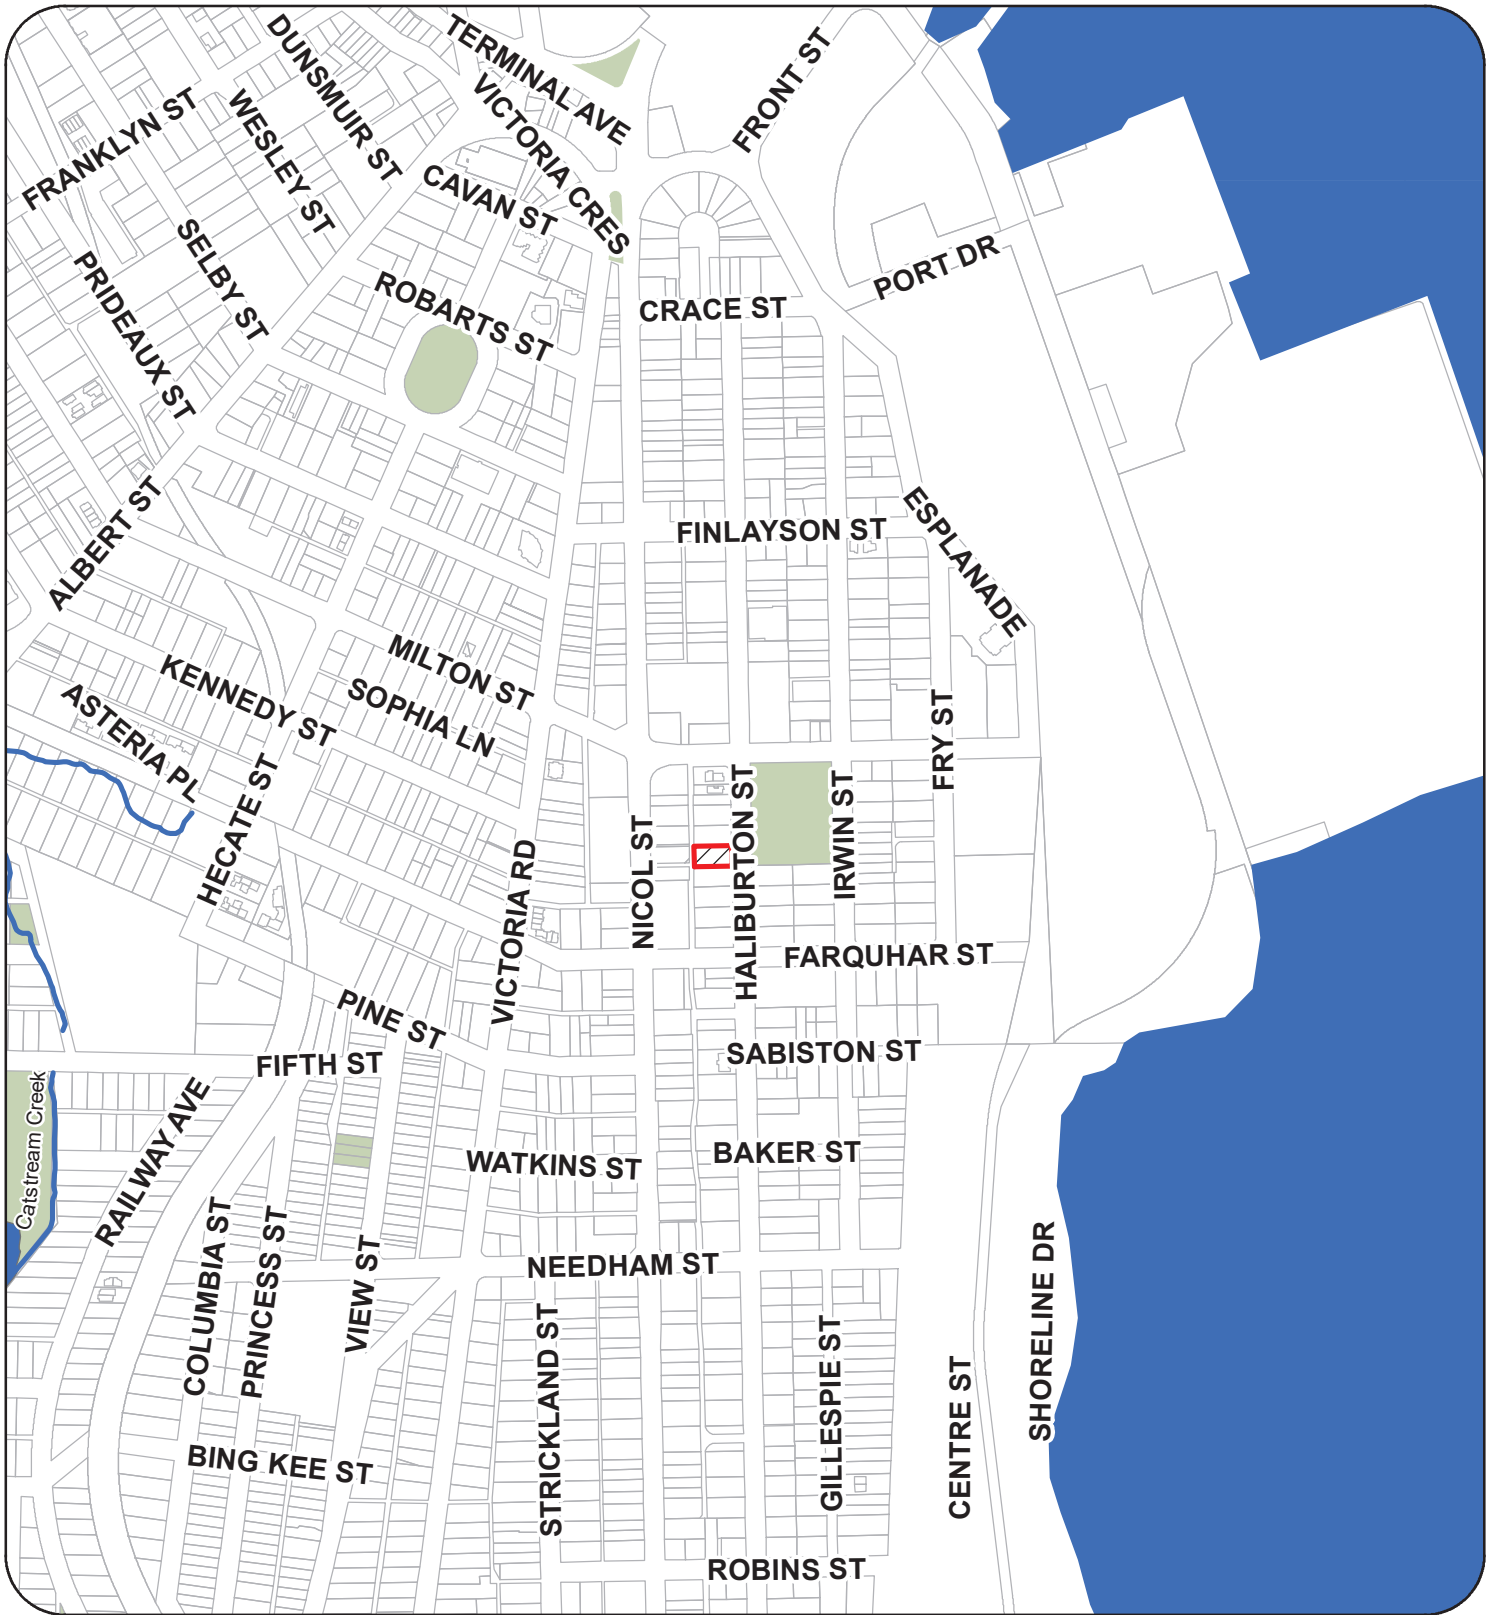 TERMINAL AVE
DUNSMUIR ST
FRONT ST
VICTORIA CRES
FRANKLYN ST
WESLEY ST
CAVAN ST
SELBY ST
PORT DR
PRIDEAUX ST
ROBARTS ST
CRACE ST
ALBERT ST
FINLAYSON ST
ESPLANADE
MILTON ST
KENNEDY ST
SOPHIA LN
ASTERIA PL
FRY ST
HECATE ST
NICOL ST
HALIBURTON ST
IRWIN ST
VICTORIA RD
FARQUHAR ST
PINE ST
FIFTH ST
SABISTON ST
Catstream Creek
RAILWAY AVE
WATKINS ST
BAKER ST
COLUMBIA ST
PRINCESS ST
VIEW ST
NEEDHAM ST
SHORELINE DR
STRICKLAND ST
GILLESPIE ST
CENTRE ST
BING KEE ST
ROBINS ST